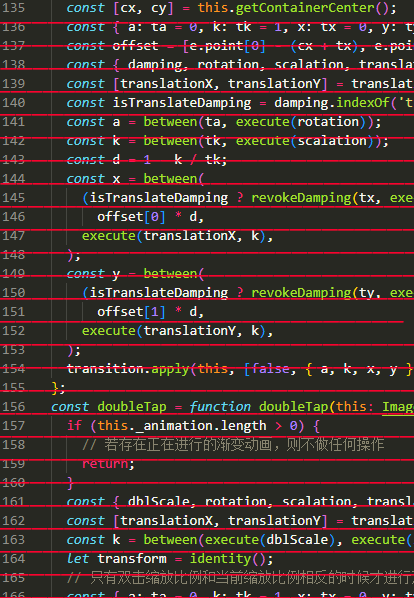 135 const [cx, cy] = this.getContainerCenter();
136 const { a: ta = 0, k: tk = 1, x: tx = 0, y: t
137 const offset = [e.point[0] - (cx + tx), e.poin
138 const { damping, rotation, scalation, transla
139 const [translationX, translationY] = translat
140 const isTranslateDamping = damping.indexOf('t
141 const a = between(ta, execute(rotation));
142 const k = between(tk, execute(scalation));
143 const d = 1 - k / tk;
144 const x = between(
145 (isTranslateDamping ? revokeDamping(tx, exe
146 offset[0] * d,
147 execute(translationX, k),
148 );
149 const y = between(
150 (isTranslateDamping ? revokeDamping(ty, exe
151 offset[1] * d,
152 execute(translationY, k),
153 );
154 transition.apply(this, [false, { a, k, x, y }
155 };
156 const doubleTap = function doubleTap(this: Imag
157 if (this._animation.length > 0) {
158 // 若存在正在进行的渐变动画，则不做任何操作
159 return;
160 }
161 const { dblScale, rotation, scalation, transl
162 const [translationX, translationY] = translat
163 const k = between(execute(dblScale), execute(
164 let transform = identity();
165 // 只有双击缩放比例和当前缩放比例相反的时候才进行
166 const { a: ta = 0, k: tk = 1, x: tx = 0, y: t